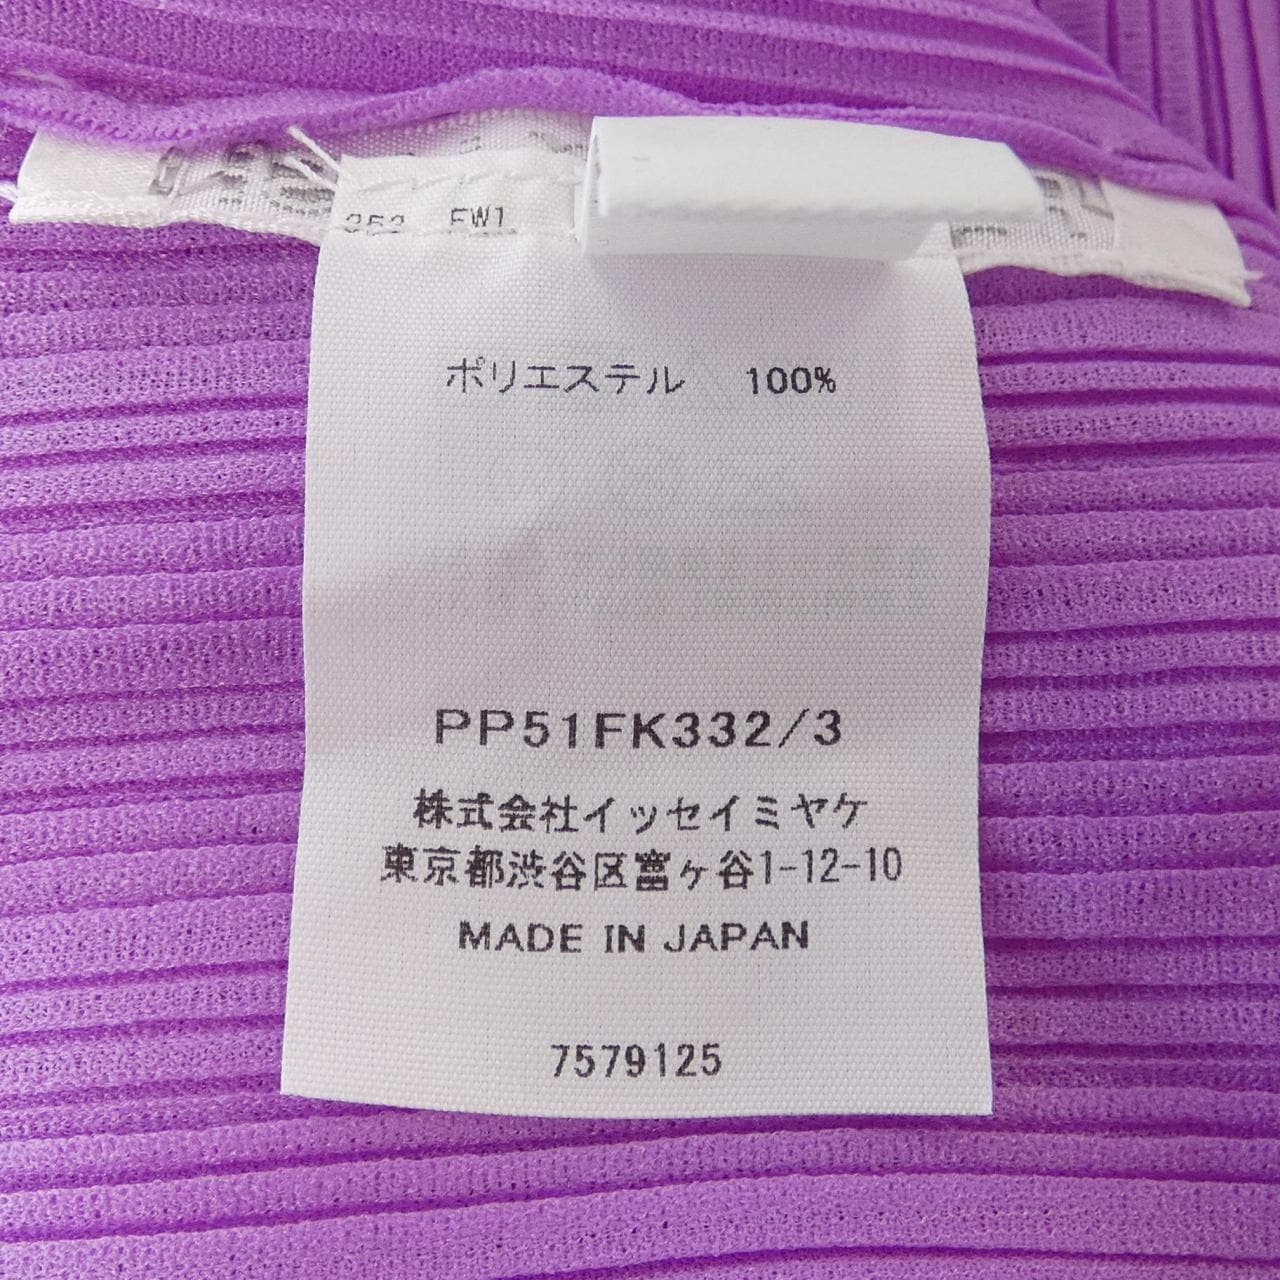 FW1
ポリエステル 100%
PP51FK332/3
株式会社イッセイミヤケ
東京都渋谷区富ヶ谷1-12-10
MADE IN JAPAN
7579125